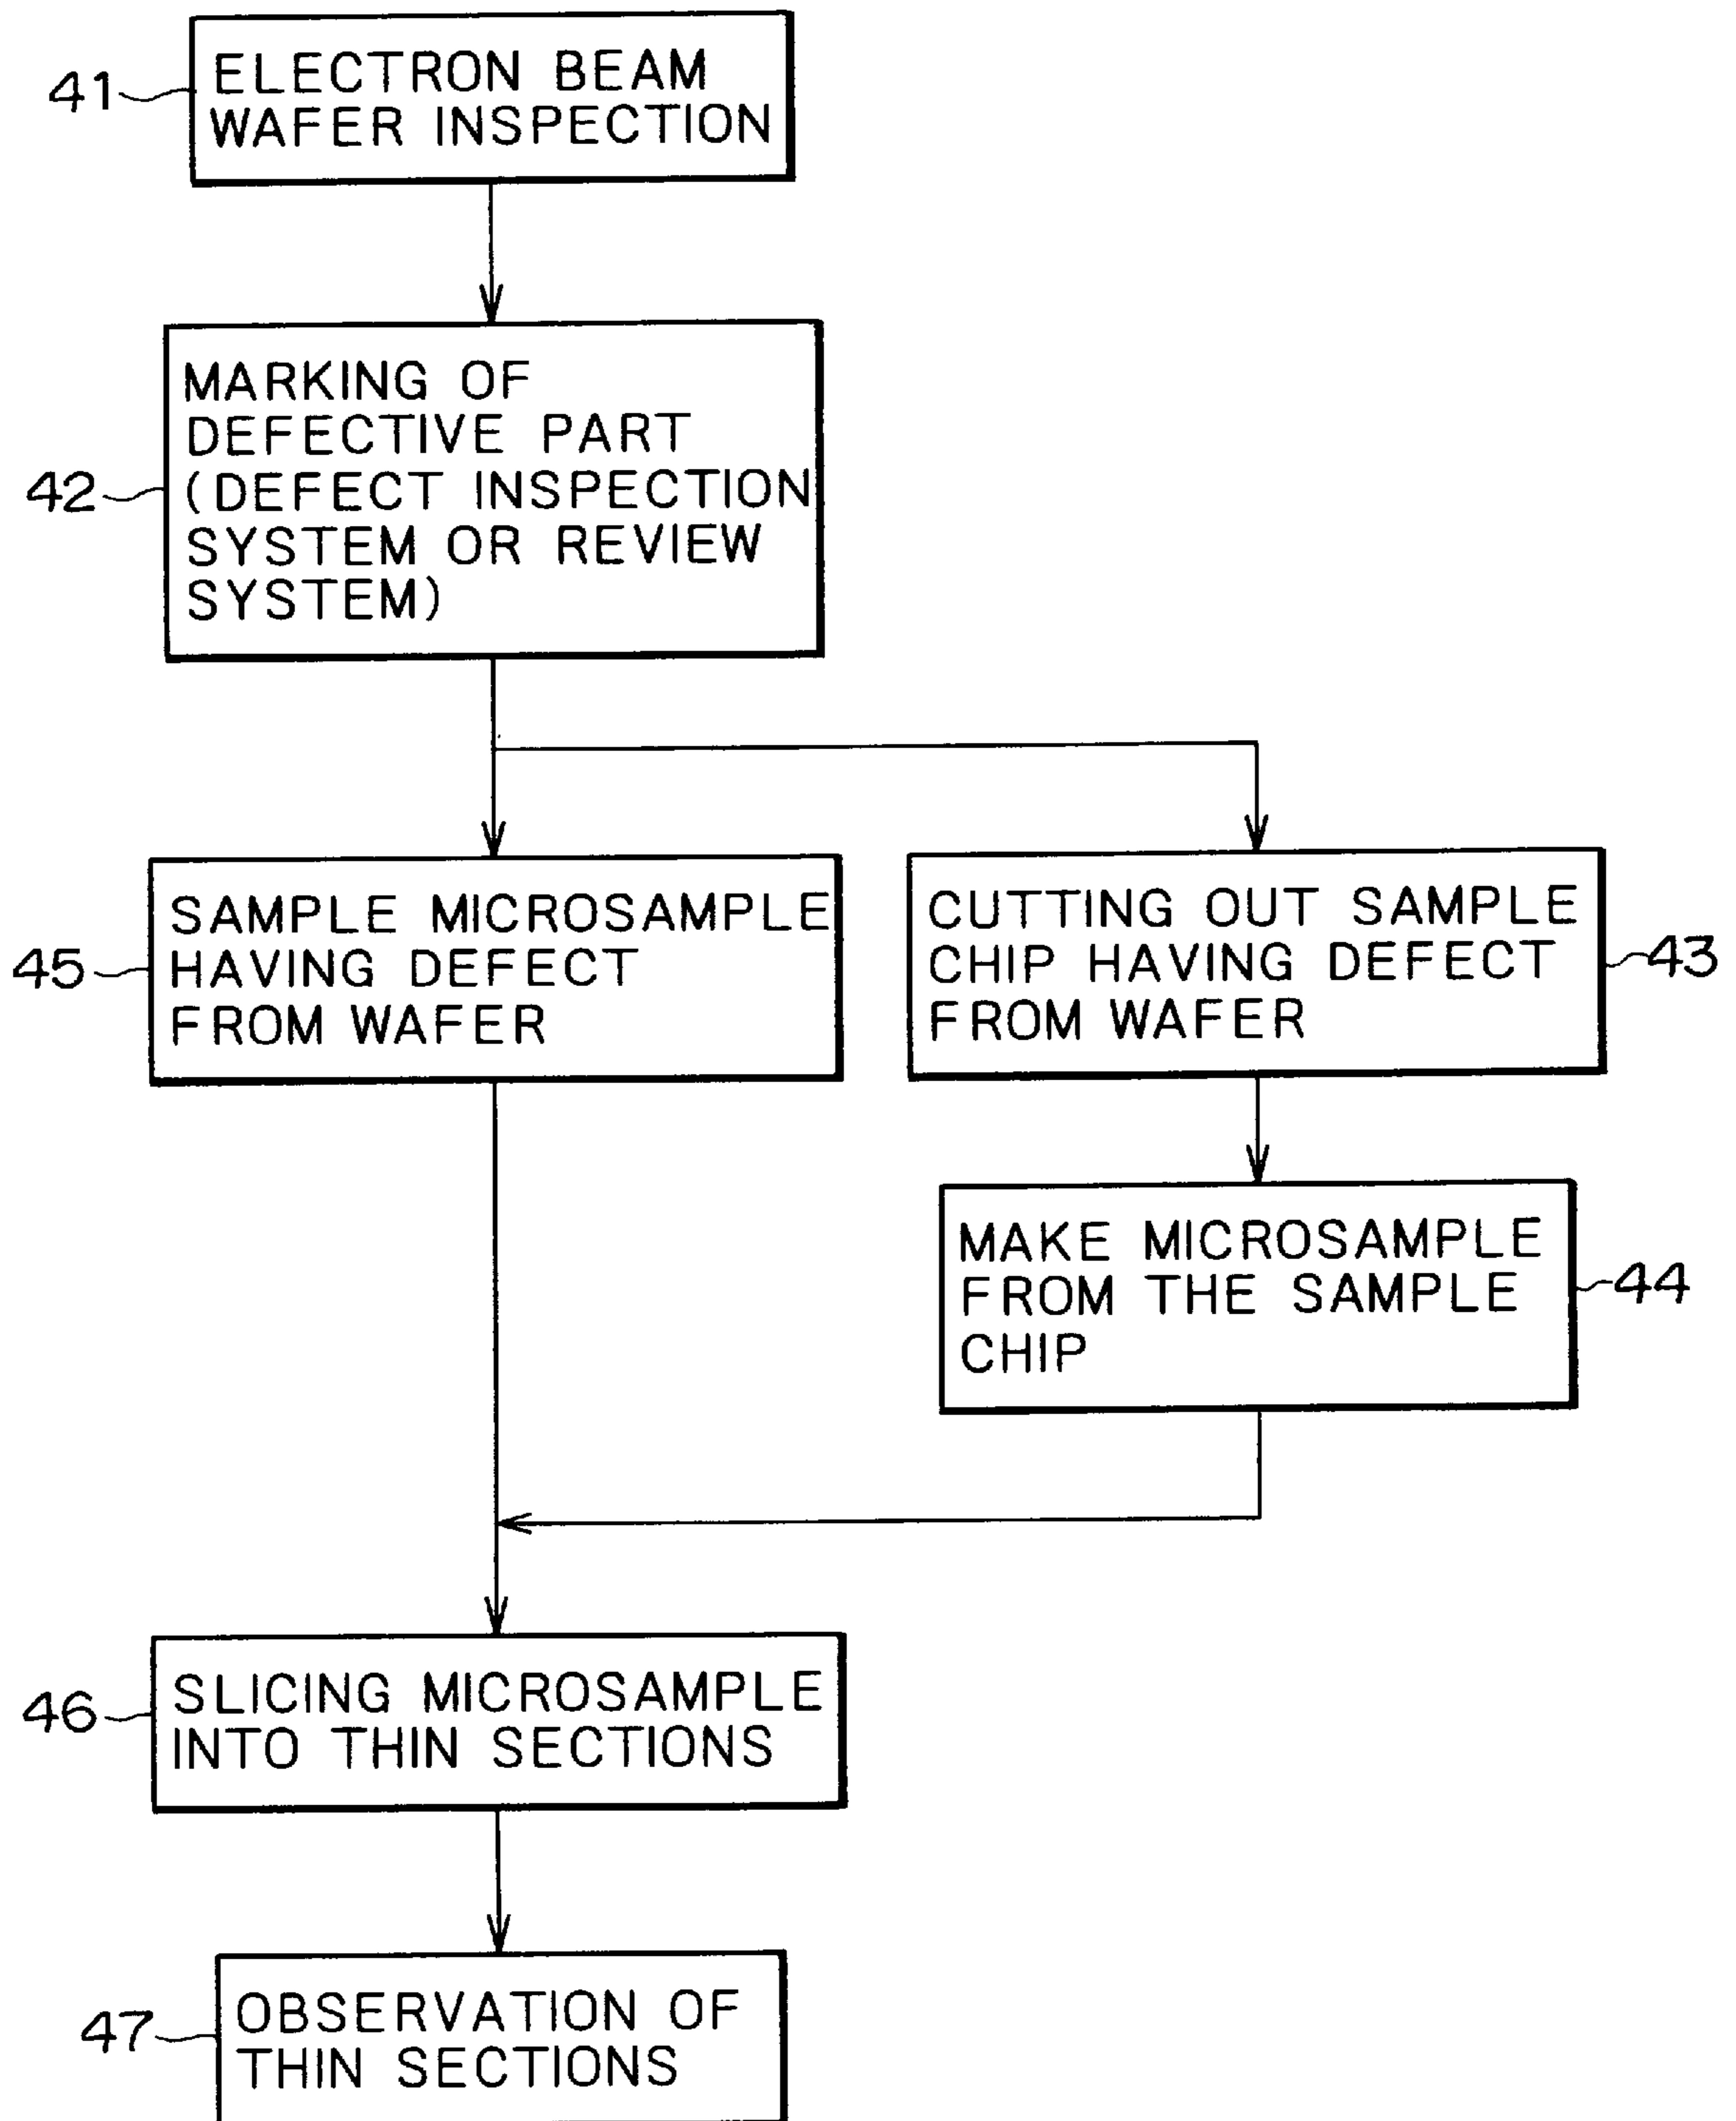 41
ELECTRON BEAM
WAFER INSPECTION
42
MARKING OF
DEFECTIVE PART
(DEFECT INSPECTION
SYSTEM OR REVIEW
SYSTEM)
45
SAMPLE MICROSAMPLE
HAVING DEFECT
FROM WAFER
CUTTING OUT SAMPLE
CHIP HAVING DEFECT
FROM WAFER
43
MAKE MICROSAMPLE
FROM THE SAMPLE
CHIP
44
46
SLICING MICROSAMPLE
INTO THIN SECTIONS
47
OBSERVATION OF
THIN SECTIONS